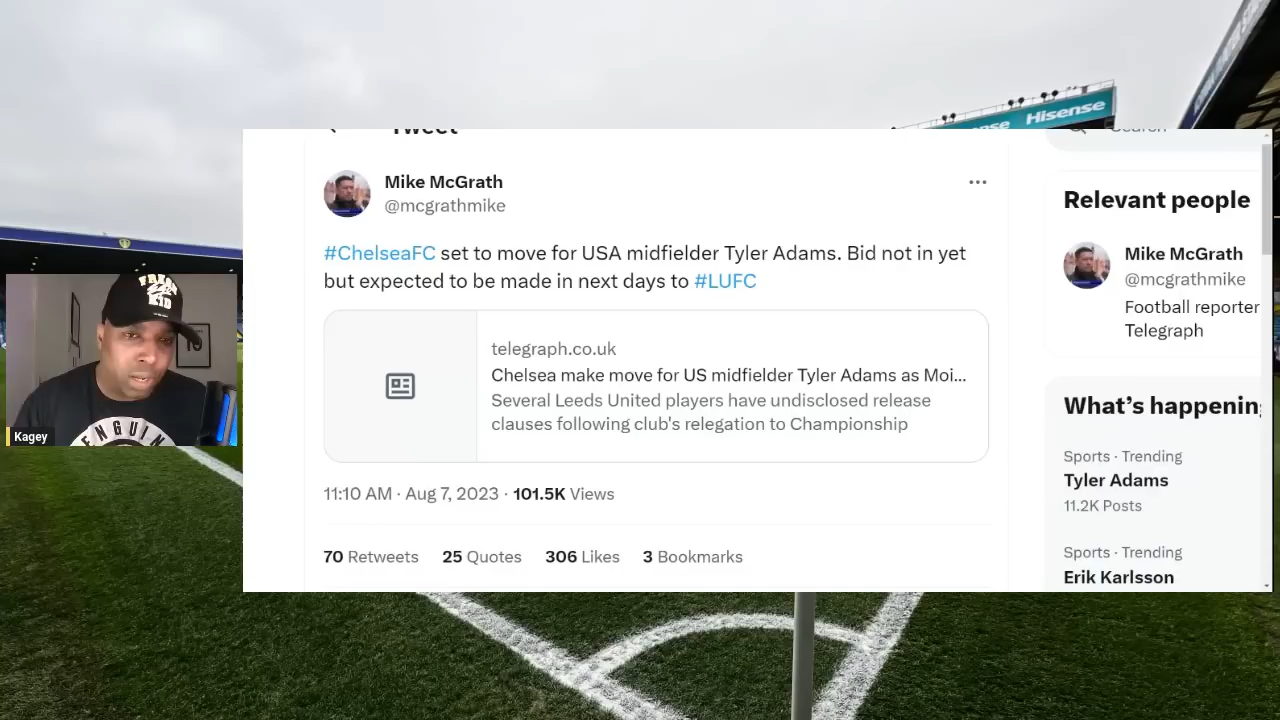 Hisense
Tweet
Search
Mike McGrath
@mcgrathmike
#ChelseaFC set to move for USA midfielder Tyler Adams. Bid not in yet
but expected to be made in next days to #LUFC
telegraph.co.uk
Chelsea make move for US midfielder Tyler Adams as Moi...
Several Leeds United players have undisclosed release
clauses following club's relegation to Championship
11:10 AM · Aug 7, 2023 · 101.5K Views
70 Retweets 25 Quotes 306 Likes 3 Bookmarks
Relevant people
Mike McGrath
@mcgrathmike
Football reporter
Telegraph
What's happenin
Sports · Trending
Tyler Adams
11.2K Posts
Sports · Trending
Erik Karlsson
Kagey
PENGUIN
10